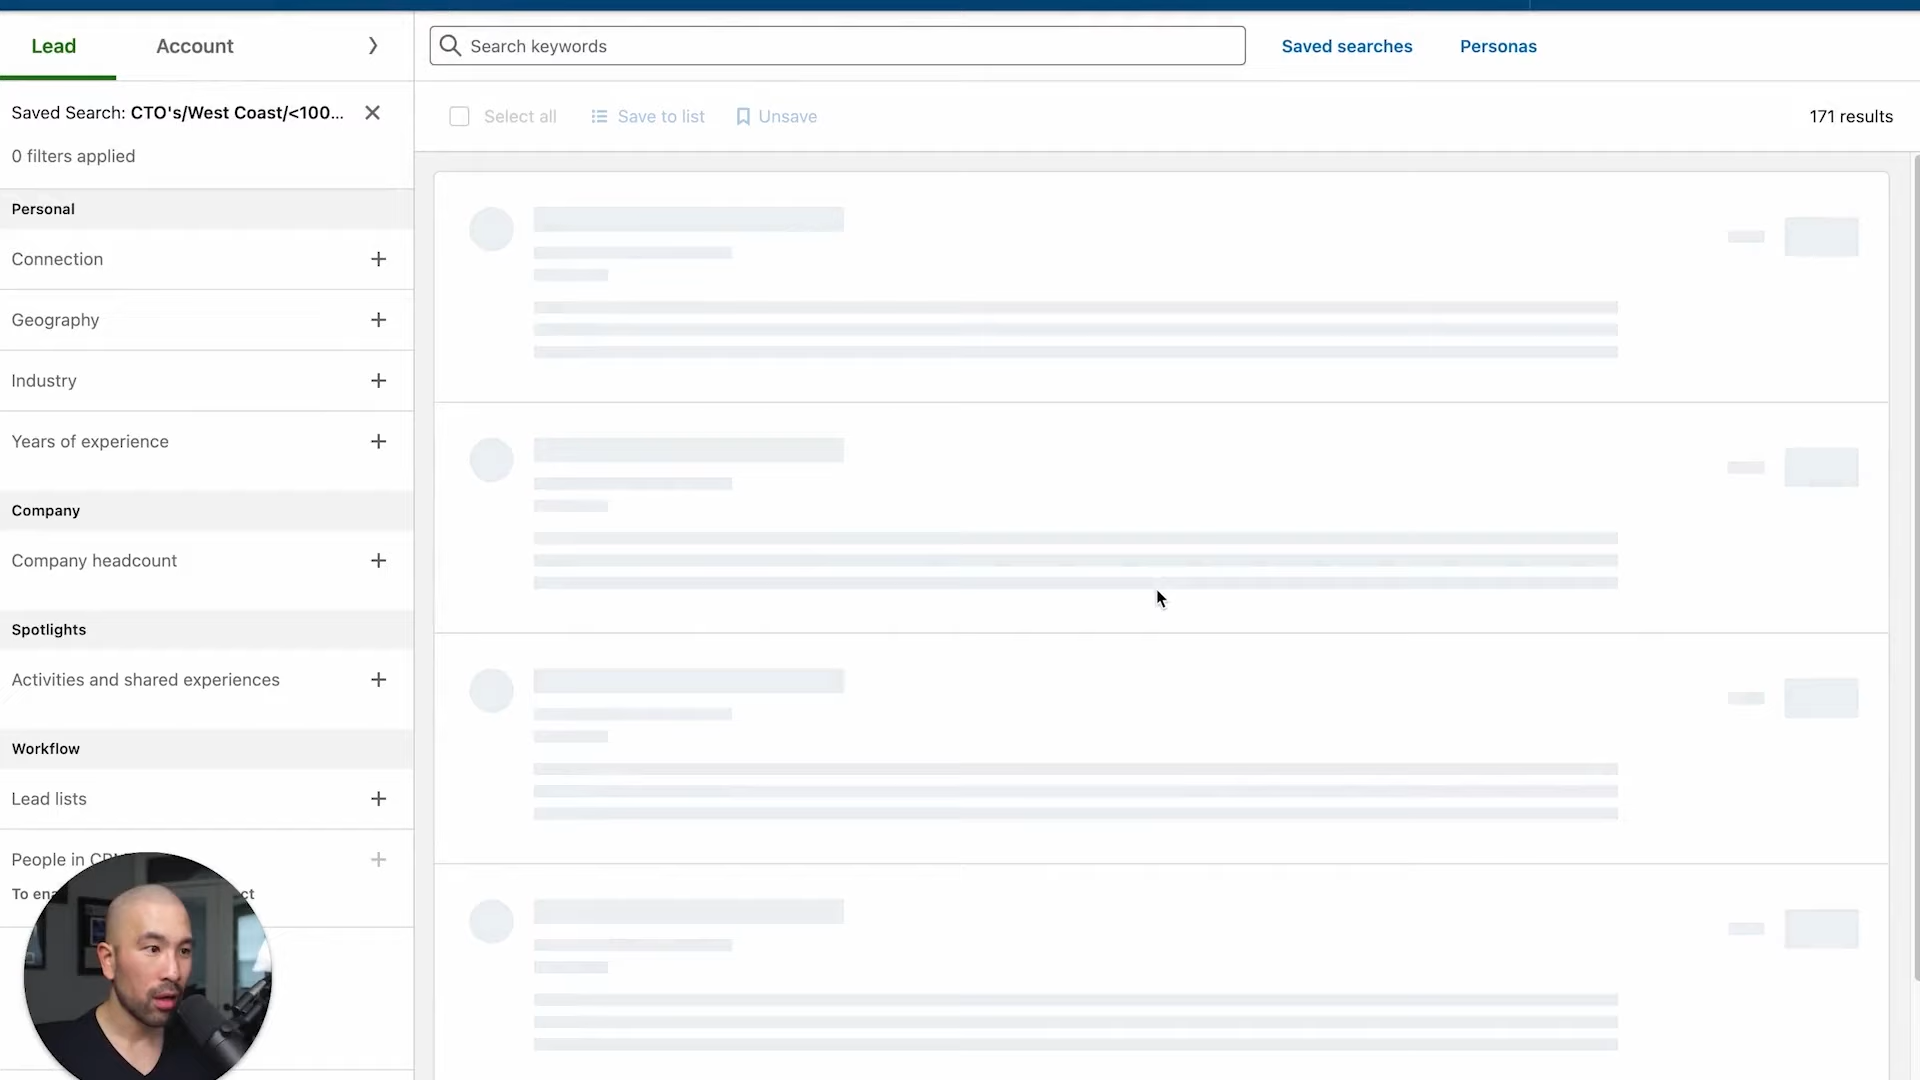 Lead
Account
Search keywords
Saved searches
Personas
Saved Search: CTO's/West Coast/<100...
0 filters applied
Select all
Save to list
Unsave
171 results
Personal
Connection
Geography
Industry
Years of experience
Company
Company headcount
Spotlights
Activities and shared experiences
Workflow
Lead lists
People in
To